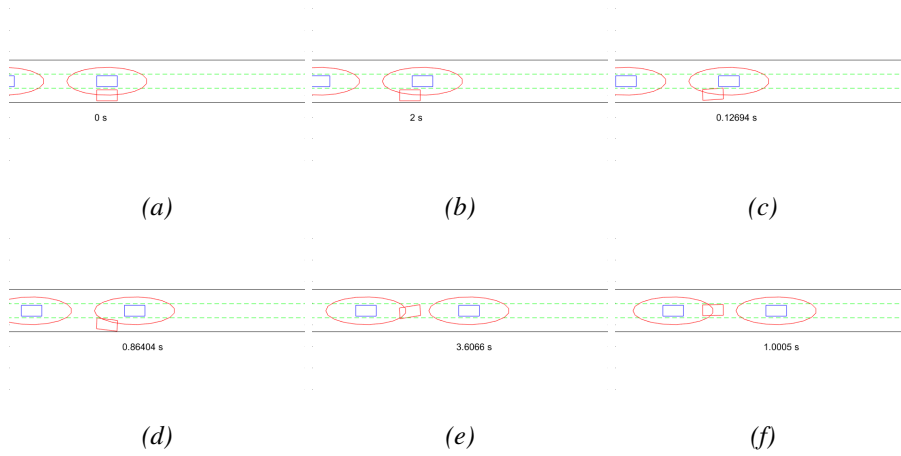 0 s
2 s
0.12694 s
(a)
(b)
(c)
0.86404 s
3.6066 s
1.0005 s
(d)
(e)
(f)